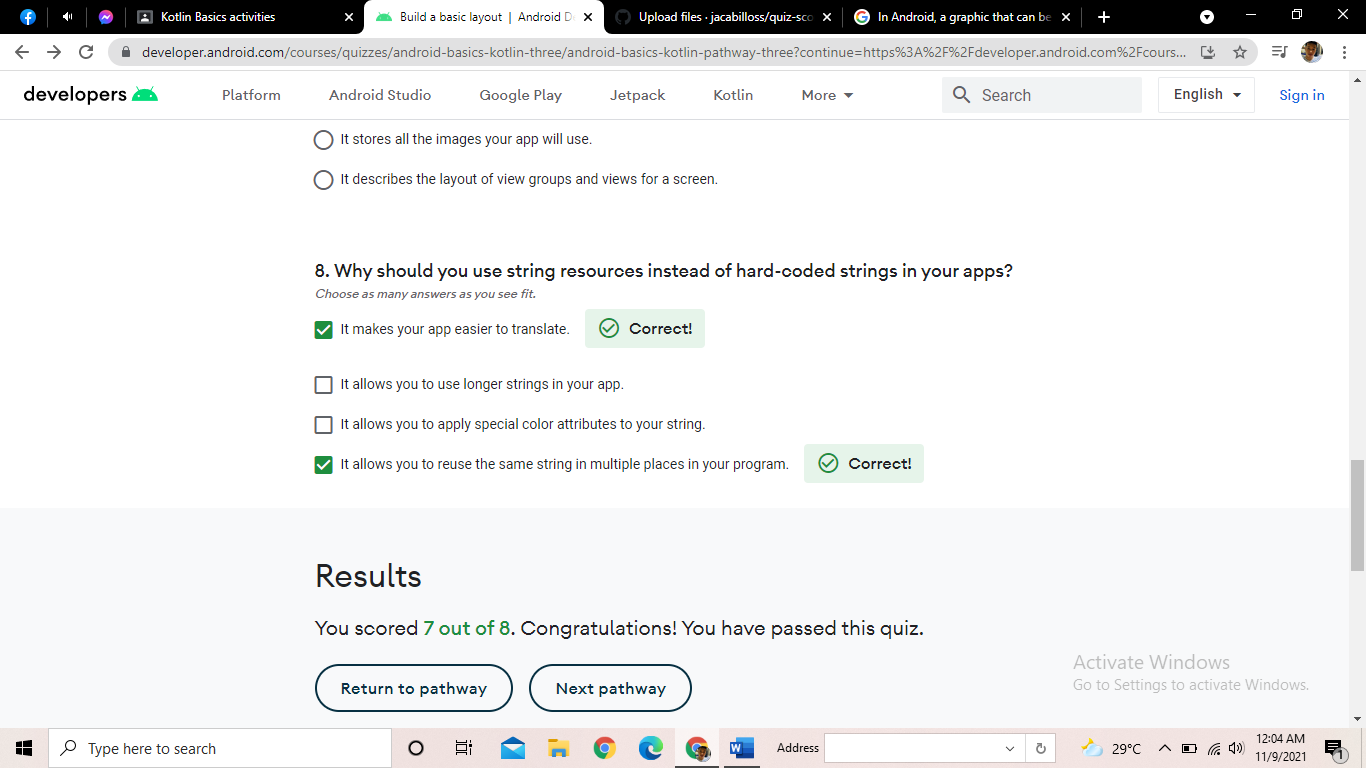 Kotlin Basics activities
Build a basic layout | Android D
Upload files · jacabilloss/quiz-sco
In Android, a graphic that can be
developer.android.com/courses/quizzes/android-basics-kotlin-three/android-basics-kotlin-pathway-three?continue=https%3A%2F%2Fdeveloper.android.com%2Fcours...
developers
Platform
Android Studio
Google Play
Jetpack
Kotlin
More
Search
English
Sign in
It stores all the images your app will use.
It describes the layout of view groups and views for a screen.
8. Why should you use string resources instead of hard-coded strings in your apps?
Choose as many answers as you see fit.
It makes your app easier to translate.
Correct!
It allows you to use longer strings in your app.
It allows you to apply special color attributes to your string.
It allows you to reuse the same string in multiple places in your program.
Correct!
Results
You scored 7 out of 8. Congratulations! You have passed this quiz.
Return to pathway
Next pathway
Activate Windows
Go to Settings to activate Windows.
Type here to search
Address
29°C
12:04 AM
11/9/2021
1